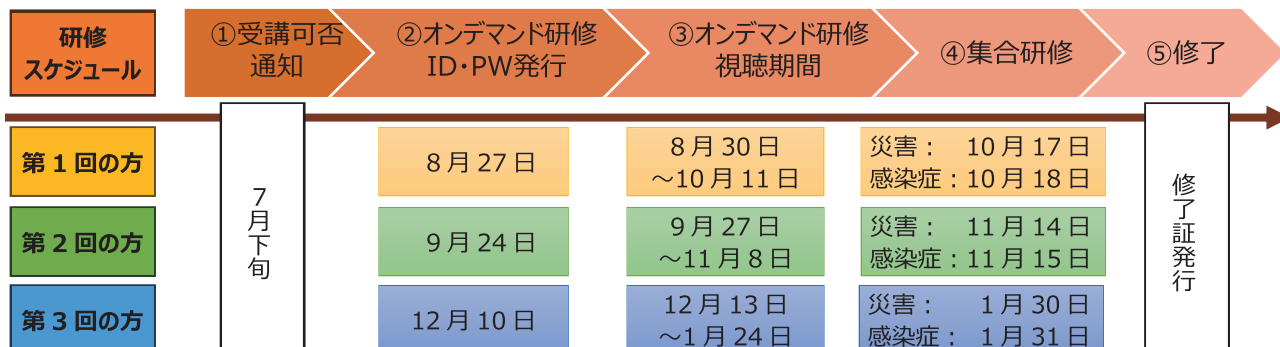 研修
スケジュール
①受講可否
通知
②オンデマンド研修
ID・PW発行
③オンデマンド研修
視聴期間
④集合研修
⑤修了
7月下旬
修了証発行
第1回の方
8月27日
8月30日
～10月11日
災害： 10月17日
感染症：10月18日
第2回の方
9月24日
9月27日
～11月8日
災害： 11月14日
感染症：11月15日
第3回の方
12月10日
12月13日
～1月24日
災害： 1月30日
感染症： 1月31日